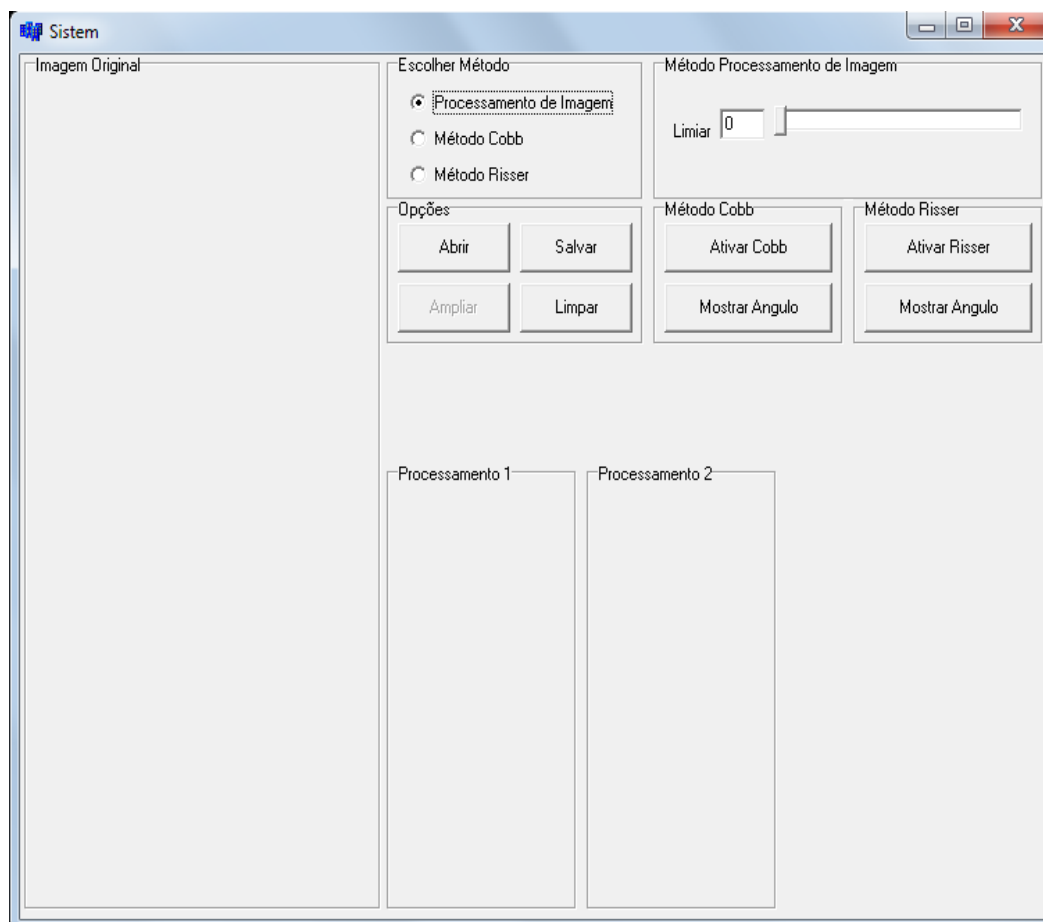 Sistem
Imagem Original
Escolher Método
Processamento de Imagem
Método Cobb
Método Risser
Método Processamento de Imagem
Limiar 0
Opções
Abrir Salvar
Ampliar Limpar
Método Cobb
Ativar Cobb
Mostrar Angulo
Método Risser
Ativar Risser
Mostrar Angulo
Processamento 1
Processamento 2